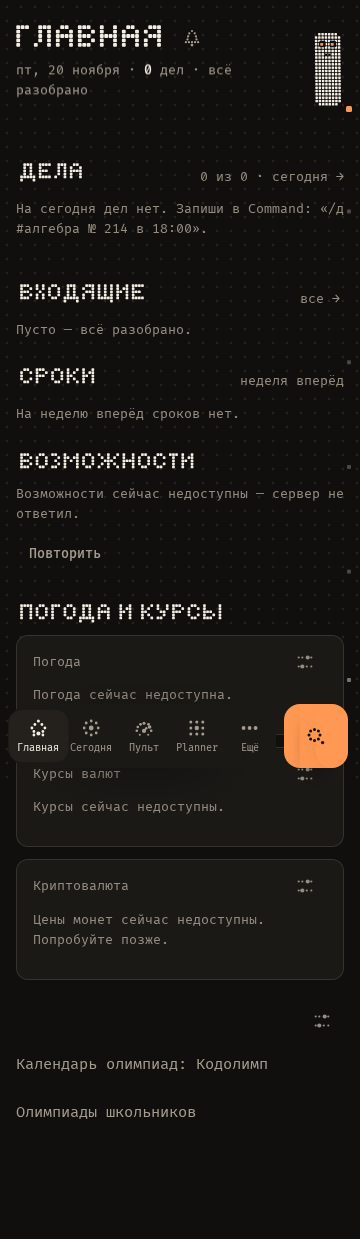 ГЛАВНАЯ
пт, 20 ноября · 0 дел · всё
разобрано
ДЕЛА
0 из 0 · сегодня →
На сегодня дел нет. Запиши в Command: «/д
#алгебра № 214 в 18:00».
ВХОДЯЩИЕ
все →
Пусто — всё разобрано.
СРОКИ
неделя вперёд
На неделю вперёд сроков нет.
ВОЗМОЖНОСТИ
Возможности сейчас недоступны — сервер не
ответил.
Повторить
ПОГОДА И КУРСЫ
Погода
Погода сейчас недоступна.
Главная Сегодня Пульт Planner Ещё
Курсы валют
Курсы сейчас недоступны.
Криптовалюта
Цены монет сейчас недоступны.
Попробуйте позже.
Календарь олимпиад: Кодолимп
Олимпиады школьников